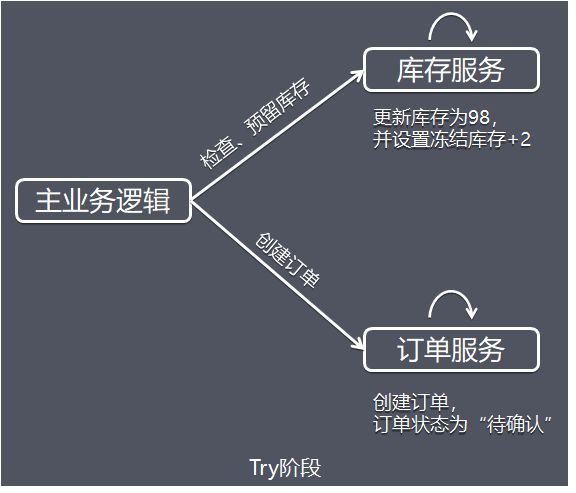 库存服务
更新库存为98，
并设置冻结库存+2
检查、预留库存
主业务逻辑
创建订单
订单服务
创建订单，
订单状态为“待确认”
Try阶段